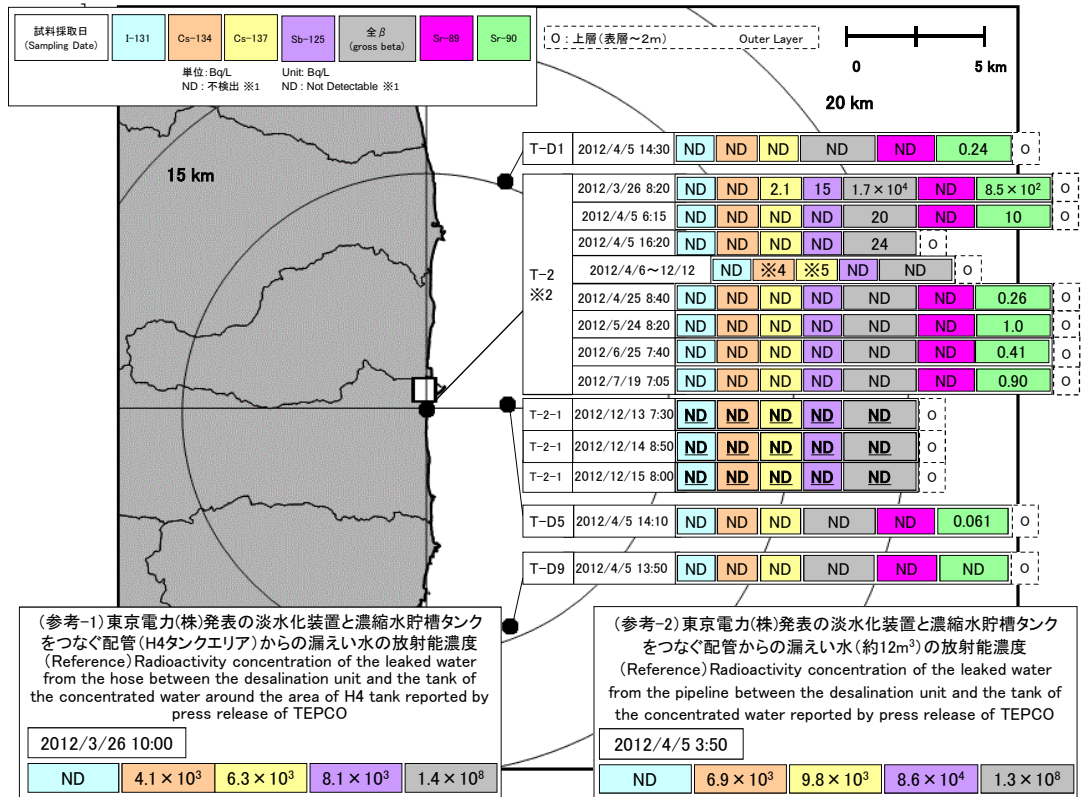 試料採取日
(Sampling Date)
I-131
Cs-134
Cs-137
Sb-125
全β
(gross beta)
Sr-89
Sr-90
単位:Bq/L Unit: Bq/L
ND : 不検出 ※1 ND : Not Detectable ※1
O : 上層(表層~2m) Outer Layer
0 5 km
20 km
15 km
T-D1 2012/4/5 14:30 ND ND ND ND ND 0.24 O
T-2
※2
2012/3/26 8:20 ND ND 2.1 15 1.7×10⁴ ND 8.5×10² O
2012/4/5 6:15 ND ND ND ND 20 ND 10 O
2012/4/5 16:20 ND ND ND ND 24 O
2012/4/6~12/12 ND ※4 ※5 ND ND O
2012/4/25 8:40 ND ND ND ND ND ND 0.26 O
2012/5/24 8:20 ND ND ND ND ND ND 1.0 O
2012/6/25 7:40 ND ND ND ND ND ND 0.41 O
2012/7/19 7:05 ND ND ND ND ND ND 0.90 O
T-2-1 2012/12/13 7:30 ND ND ND ND ND O
T-2-1 2012/12/14 8:50 ND ND ND ND ND O
T-2-1 2012/12/15 8:00 ND ND ND ND ND O
T-D5 2012/4/5 14:10 ND ND ND ND ND 0.061 O
T-D9 2012/4/5 13:50 ND ND ND ND ND ND O
(参考-1)東京電力(株)発表の淡水化装置と濃縮水貯槽タンク
をつなぐ配管(H4タンクエリア)からの漏えい水の放射能濃度
(Reference)Radioactivity concentration of the leaked water
from the hose between the desalination unit and the tank of
the concentrated water around the area of H4 tank reported by
press release of TEPCO
2012/3/26 10:00
ND 4.1×10³ 6.3×10³ 8.1×10³ 1.4×10⁸
(参考-2)東京電力(株)発表の淡水化装置と濃縮水貯槽タンク
をつなぐ配管からの漏えい水(約12m³)の放射能濃度
(Reference)Radioactivity concentration of the leaked water
from the pipeline between the desalination unit and the tank of
the concentrated water reported by press release of TEPCO
2012/4/5 3:50
ND 6.9×10³ 9.8×10³ 8.6×10⁴ 1.3×10⁸